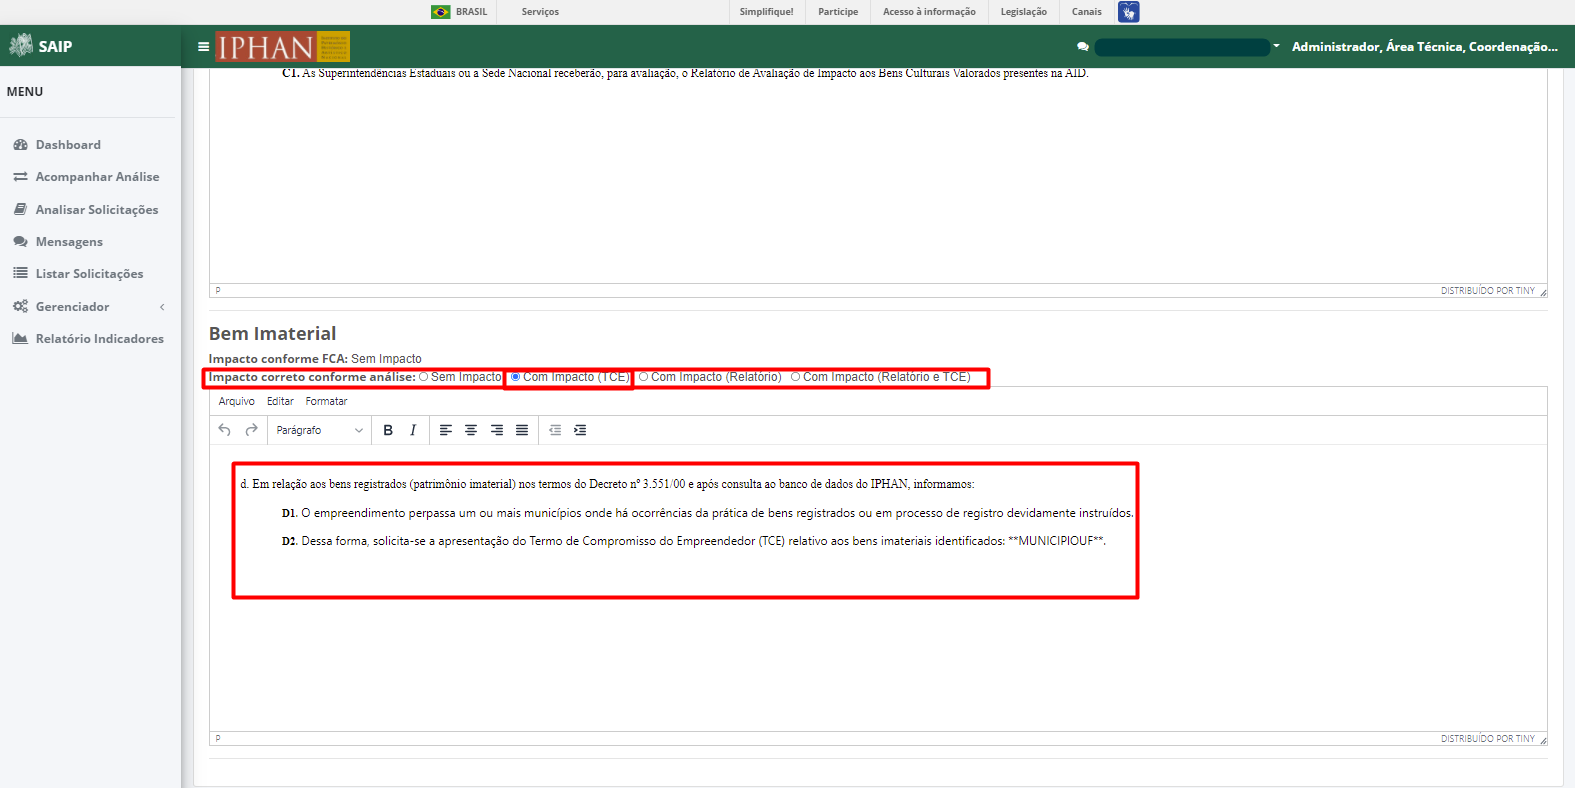 BRASIL Serviços Simplifique! Participe Acesso à informação Legislação Canais
SAIP IPHAN Administrador, Área Técnica, Coordenação...
MENU
Dashboard
Acompanhar Análise
Analisar Solicitações
Mensagens
Listar Solicitações
Gerenciador
Relatório Indicadores
C1. As Superintendências Estaduais ou a Sede Nacional receberão, para avaliação, o Relatório de Avaliação de Impacto aos Bens Culturais Valorados presentes na AID.
P DISTRIBUÍDO POR TINY
Bem Imaterial
Impacto conforme FCA: Sem Impacto
Impacto correto conforme análise: Sem Impacto Com Impacto (TCE) Com Impacto (Relatório) Com Impacto (Relatório e TCE)
Arquivo Editar Formatar
Parágrafo B I
d. Em relação aos bens registrados (patrimônio imaterial) nos termos do Decreto nº 3.551/00 e após consulta ao banco de dados do IPHAN, informamos:
D1. O empreendimento perpassa um ou mais municípios onde há ocorrências da prática de bens registrados ou em processo de registro devidamente instruídos.
D2. Dessa forma, solicita-se a apresentação do Termo de Compromisso do Empreendedor (TCE) relativo aos bens imateriais identificados: **MUNICIPIOUF**.
P DISTRIBUÍDO POR TINY